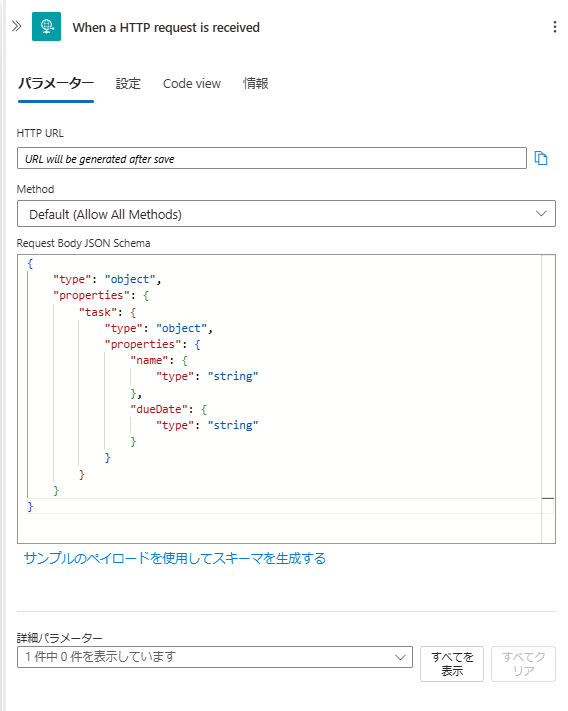 When a HTTP request is received
パラメーター 設定 Code view 情報
HTTP URL
URL will be generated after save
Method
Default (Allow All Methods)
Request Body JSON Schema
{
    "type": "object",
    "properties": {
        "task": {
            "type": "object",
            "properties": {
                "name": {
                    "type": "string"
                },
                "dueDate": {
                    "type": "string"
                }
            }
        }
    }
}
サンプルのペイロードを使用してスキーマを生成する
詳細パラメーター
1 件中 0 件を表示しています
すべてを
表示
すべてク
リア